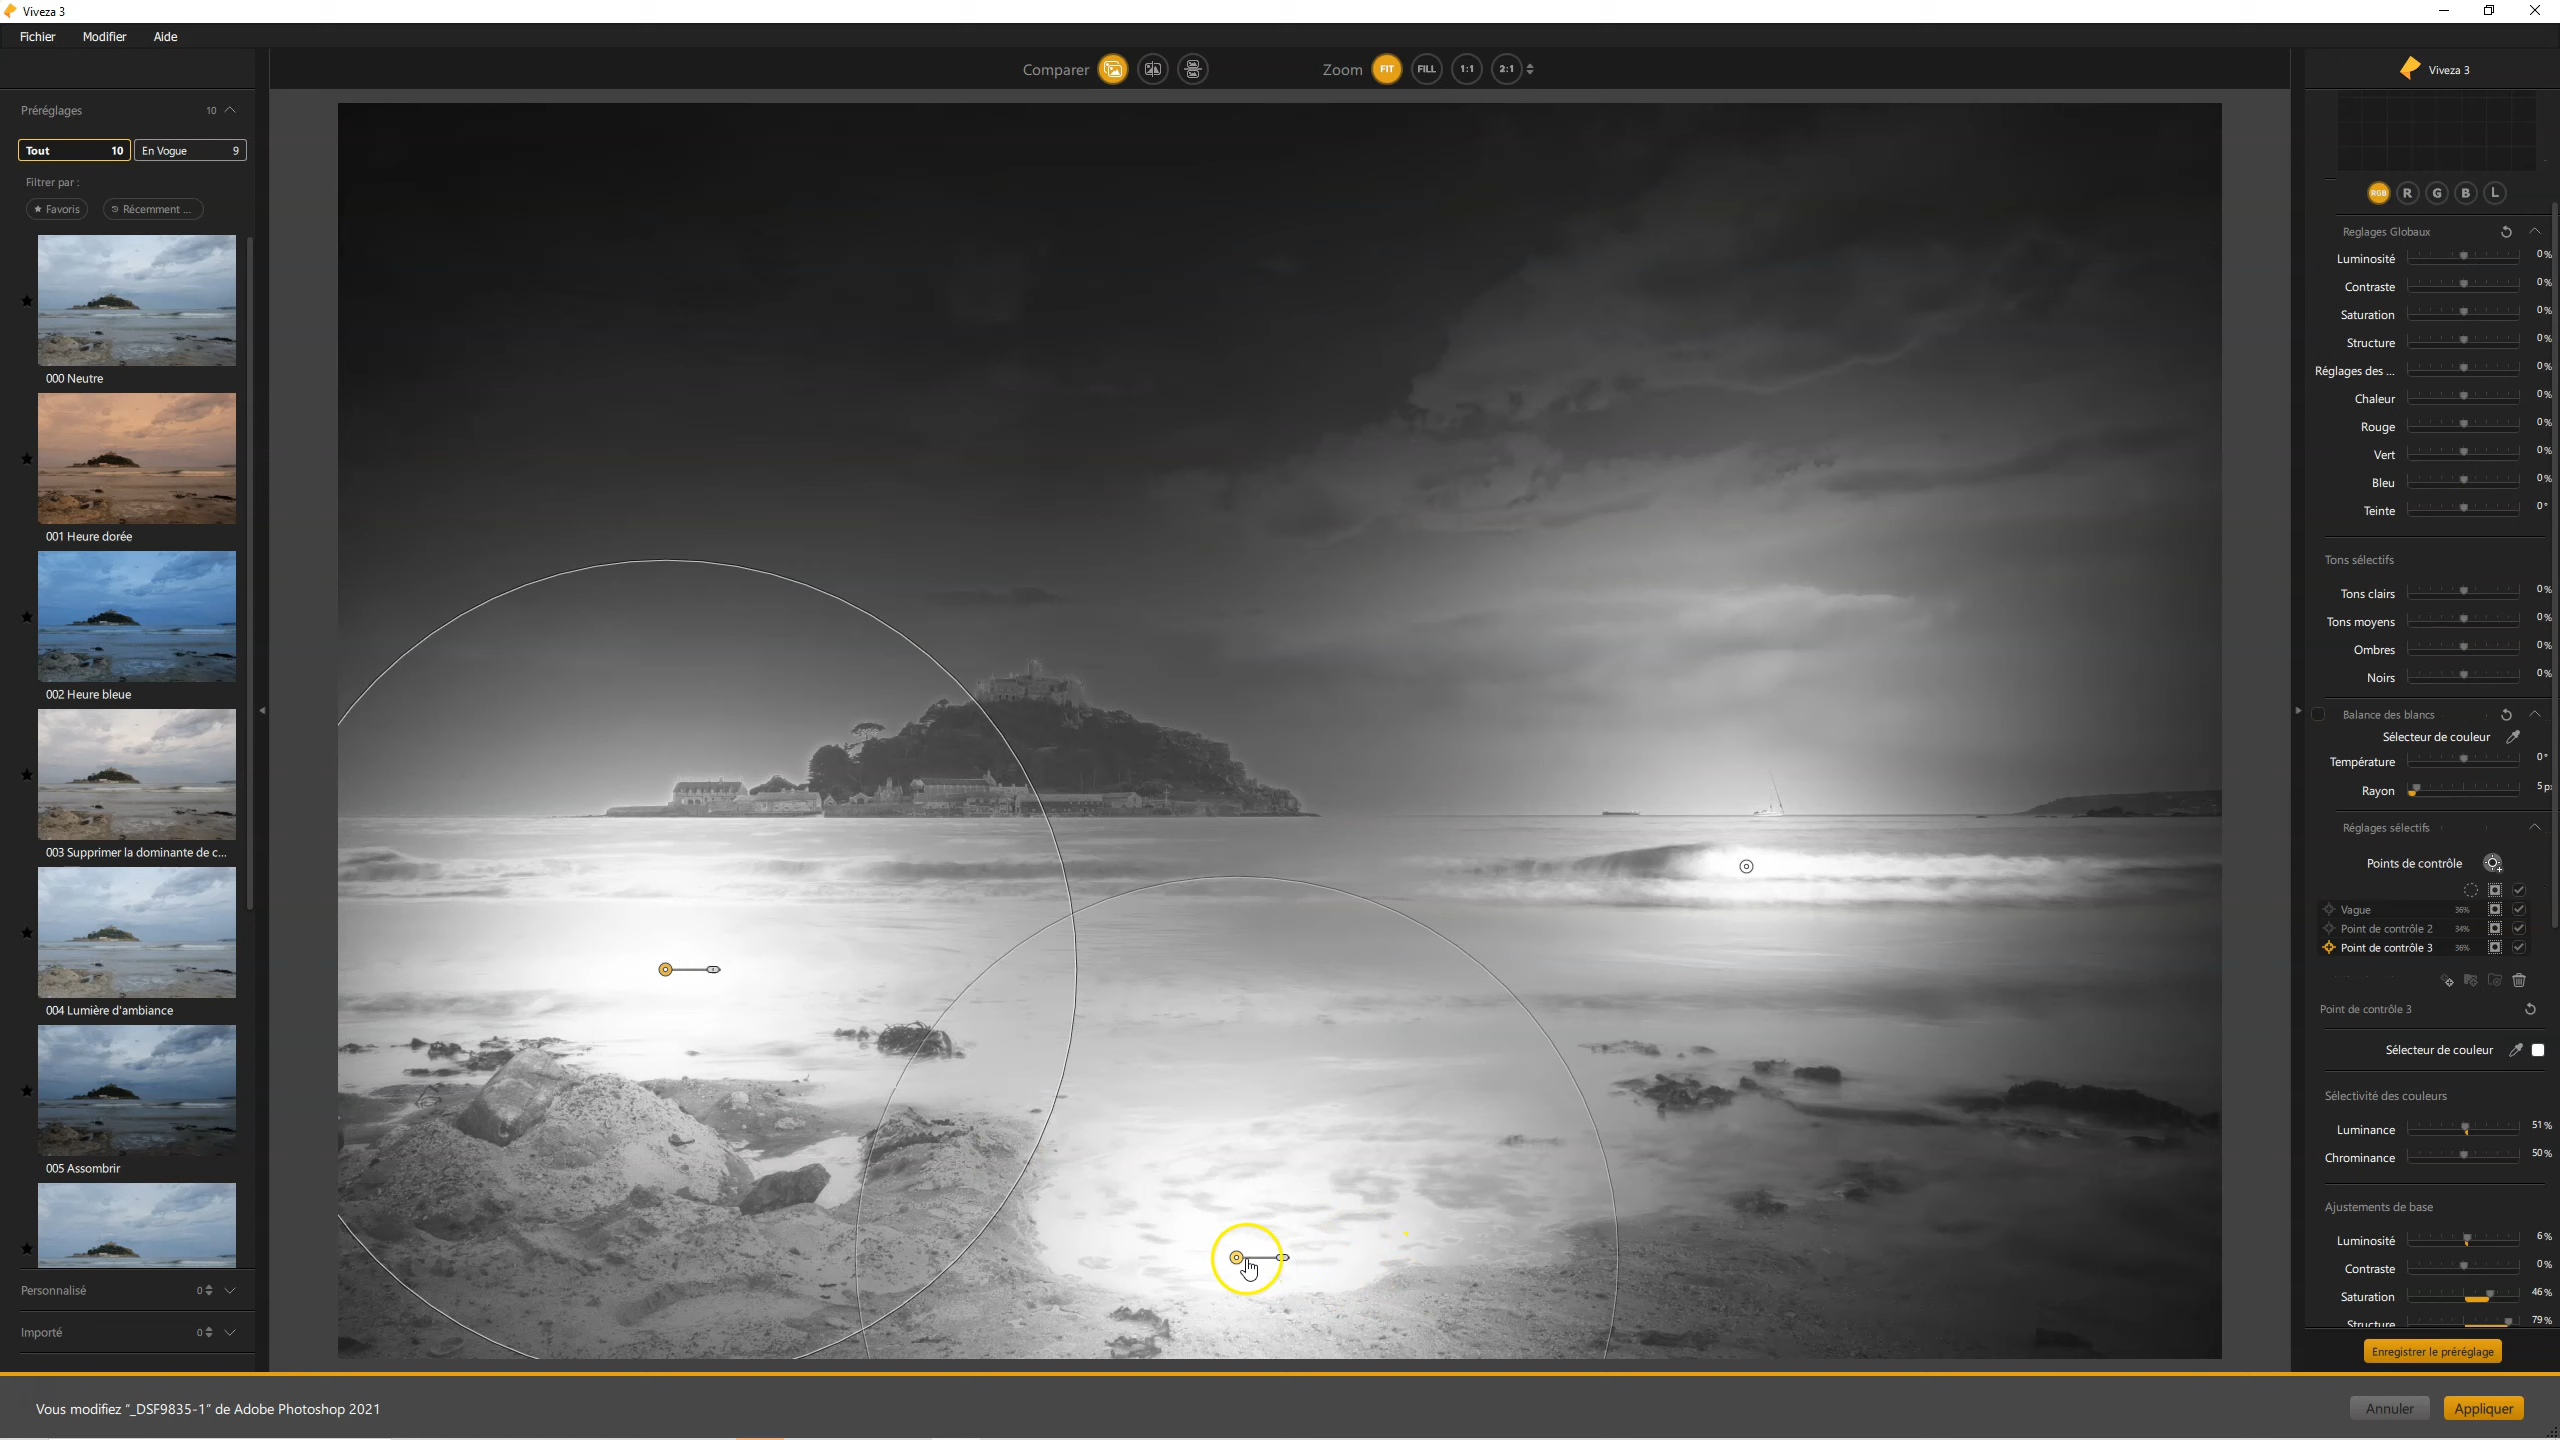 Viveza 3
Fichier Modifier Aide
Comparer
Zoom FIT FILL 1:1 2:1
Viveza 3
Préréglages 10
Tout 10 En Vogue 9
Filtrer par :
Favoris Récemment ...
000 Neutre
001 Heure dorée
002 Heure bleue
003 Supprimer la dominante de c...
004 Lumière d'ambiance
005 Assombrir
Personnalisé 0
Importé 0
RGB R G B L
Reglages Globaux
Luminosité 0%
Contraste 0%
Saturation 0%
Structure 0%
Réglages des ... 0%
Chaleur 0%
Rouge 0%
Vert 0%
Bleu 0%
Teinte 0°
Tons sélectifs
Tons clairs 0%
Tons moyens 0%
Ombres 0%
Noirs 0%
Balance des blancs
Sélecteur de couleur
Température 0°
Rayon 5 px
Réglages sélectifs
Points de contrôle
Vague 36%
Point de contrôle 2 34%
Point de contrôle 3 36%
Point de contrôle 3
Sélecteur de couleur
Sélectivité des couleurs
Luminance 51%
Chrominance 50%
Ajustements de base
Luminosité 6%
Contraste 0%
Saturation 46%
Structure 79%
Enregistrer le préréglage
Vous modifiez "_DSF9835-1" de Adobe Photoshop 2021
Annuler Appliquer